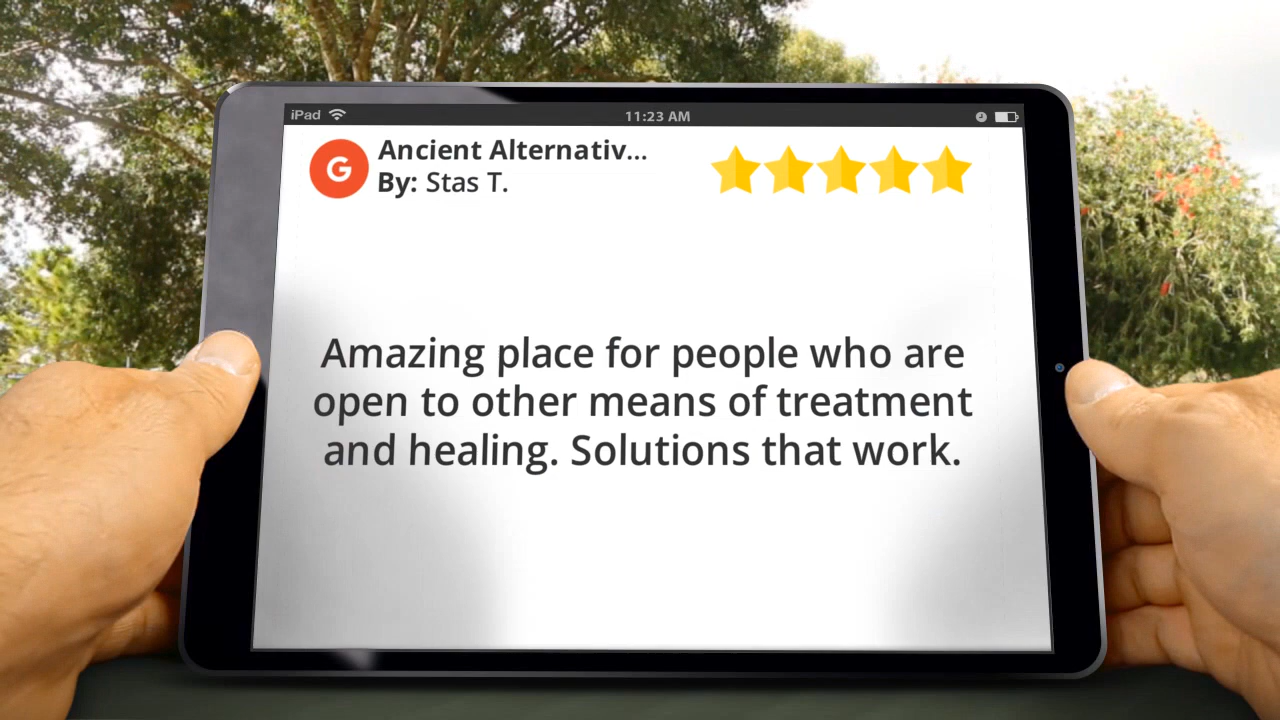 iPad 11:23 AM
G
Ancient Alternativ...
By: Stas T.
Amazing place for people who are
open to other means of treatment
and healing. Solutions that work.